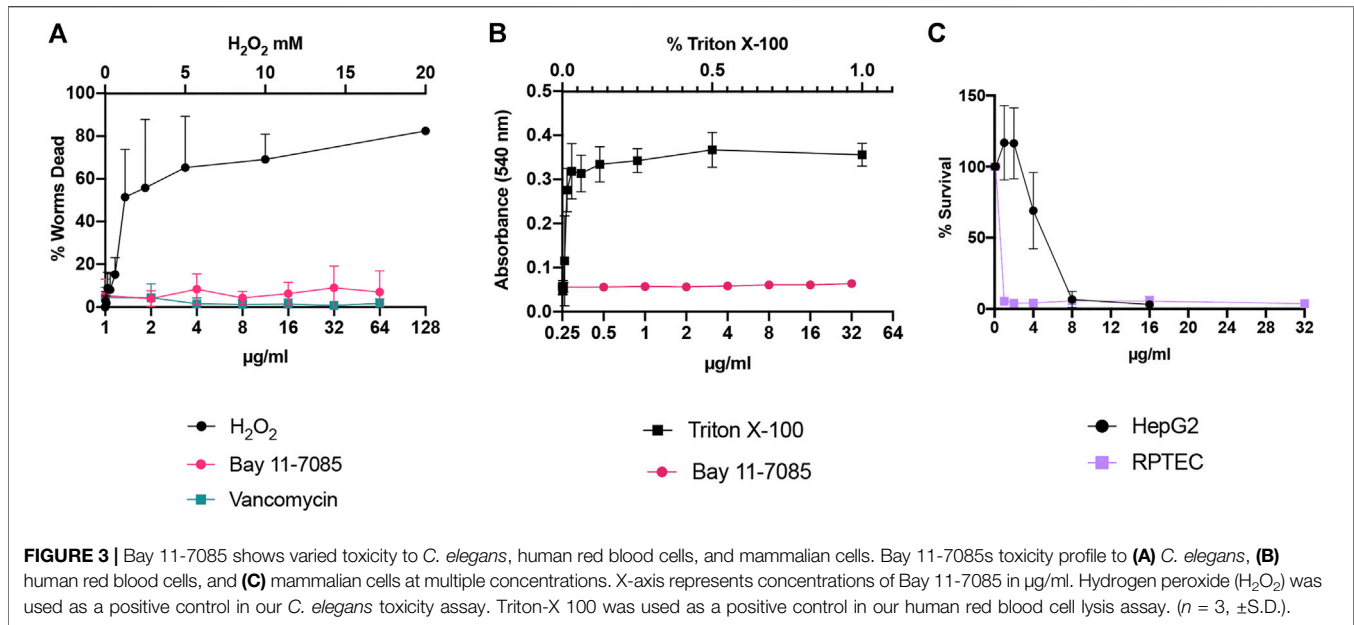 A
H2O2 mM
0 5 10 20
100
80
60
40
20
0
% Worms Dead
1 2 4 8 16 32 64 128
µg/ml
H2O2
Bay 11-7085
Vancomycin
B
% Triton X-100
0.0 0.5 1.0
0.5
0.4
0.3
0.2
0.1
0.0
Absorbance (540 nm)
0.25 0.5 1 2 4 8 16 32 64
µg/ml
Triton X-100
Bay 11-7085
C
150
100
50
0
% Survival
0 4 8 12 16 20 24 28 32
µg/ml
HepG2
RPTEC
FIGURE 3 | Bay 11-7085 shows varied toxicity to C. elegans, human red blood cells, and mammalian cells. Bay 11-7085s toxicity profile to (A) C. elegans, (B)
human red blood cells, and (C) mammalian cells at multiple concentrations. X-axis represents concentrations of Bay 11-7085 in µg/ml. Hydrogen peroxide (H2O2) was
used as a positive control in our C. elegans toxicity assay. Triton-X 100 was used as a positive control in our human red blood cell lysis assay. (n = 3, ±S.D.).